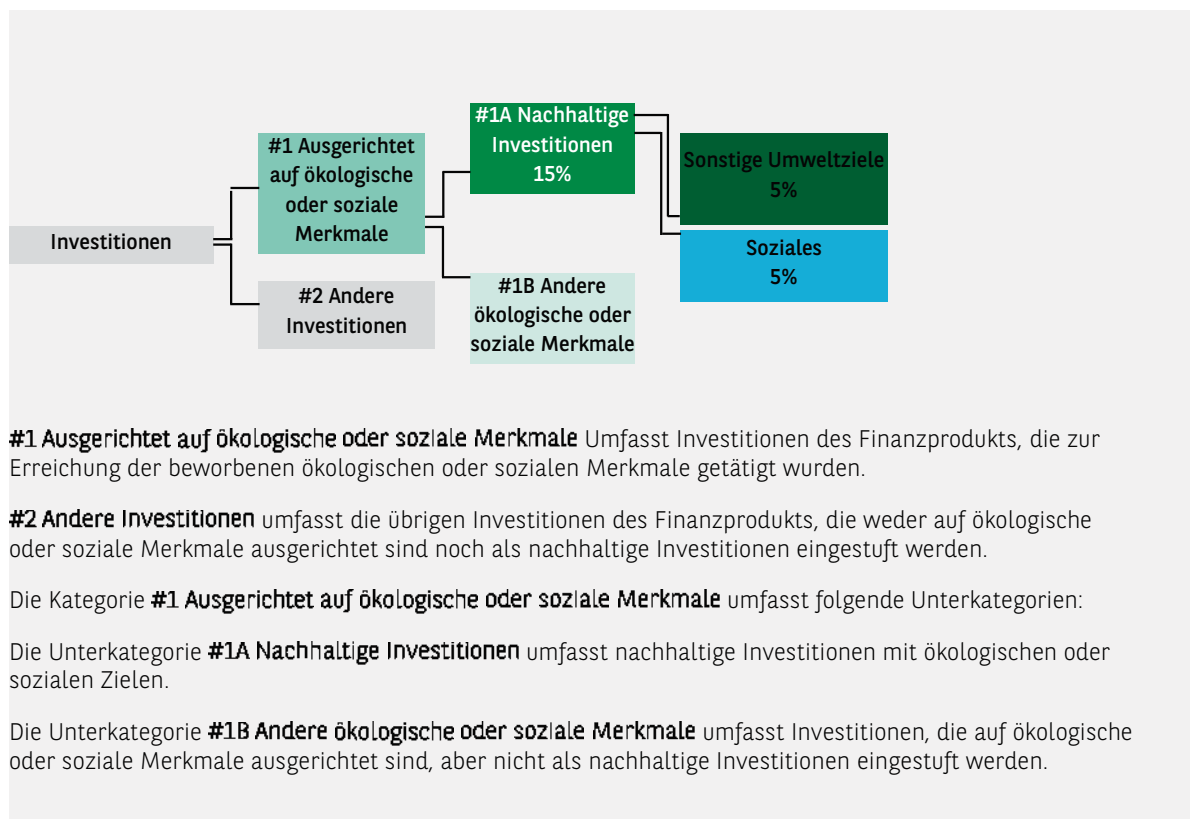 #1A Nachhaltige
Investitionen
15%
#1 Ausgerichtet
auf ökologische
oder soziale
Merkmale
Sonstige Umweltziele
5%
Investitionen
Soziales
5%
#2 Andere
Investitionen
#1B Andere
ökologische oder
soziale Merkmale
#1 Ausgerichtet auf ökologische oder soziale Merkmale Umfasst Investitionen des Finanzprodukts, die zur
Erreichung der beworbenen ökologischen oder sozialen Merkmale getätigt wurden.
#2 Andere Investitionen umfasst die übrigen Investitionen des Finanzprodukts, die weder auf ökologische
oder soziale Merkmale ausgerichtet sind noch als nachhaltige Investitionen eingestuft werden.
Die Kategorie #1 Ausgerichtet auf ökologische oder soziale Merkmale umfasst folgende Unterkategorien:
Die Unterkategorie #1A Nachhaltige Investitionen umfasst nachhaltige Investitionen mit ökologischen oder
sozialen Zielen.
Die Unterkategorie #1B Andere ökologische oder soziale Merkmale umfasst Investitionen, die auf ökologische
oder soziale Merkmale ausgerichtet sind, aber nicht als nachhaltige Investitionen eingestuft werden.